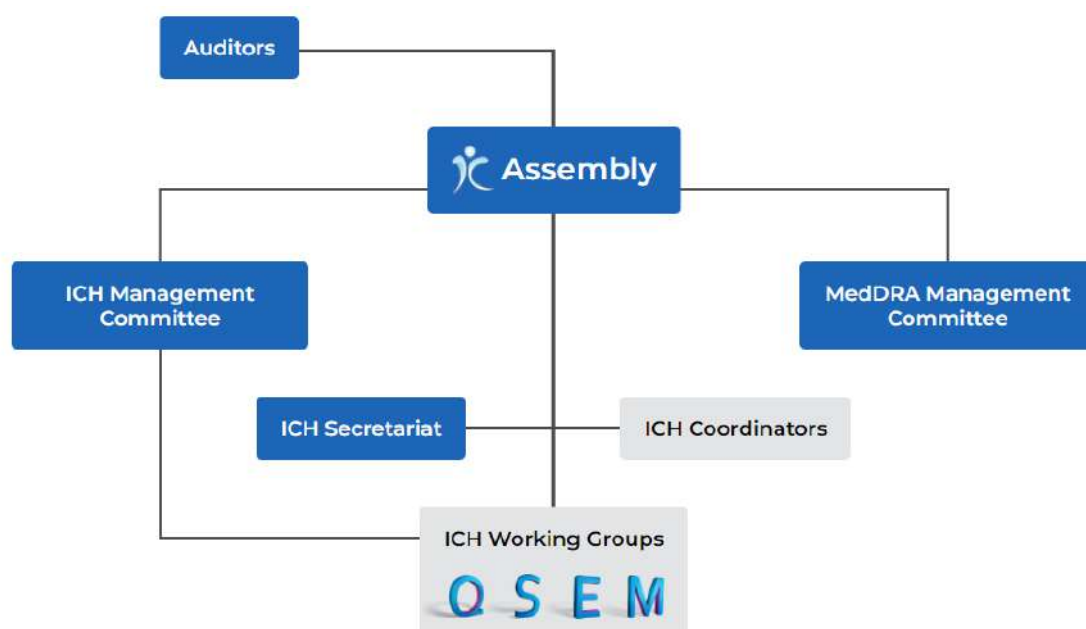 Auditors
Assembly
ICH Management
Committee
MedDRA Management
Committee
ICH Secretariat
ICH Coordinators
ICH Working Groups
Q S E M